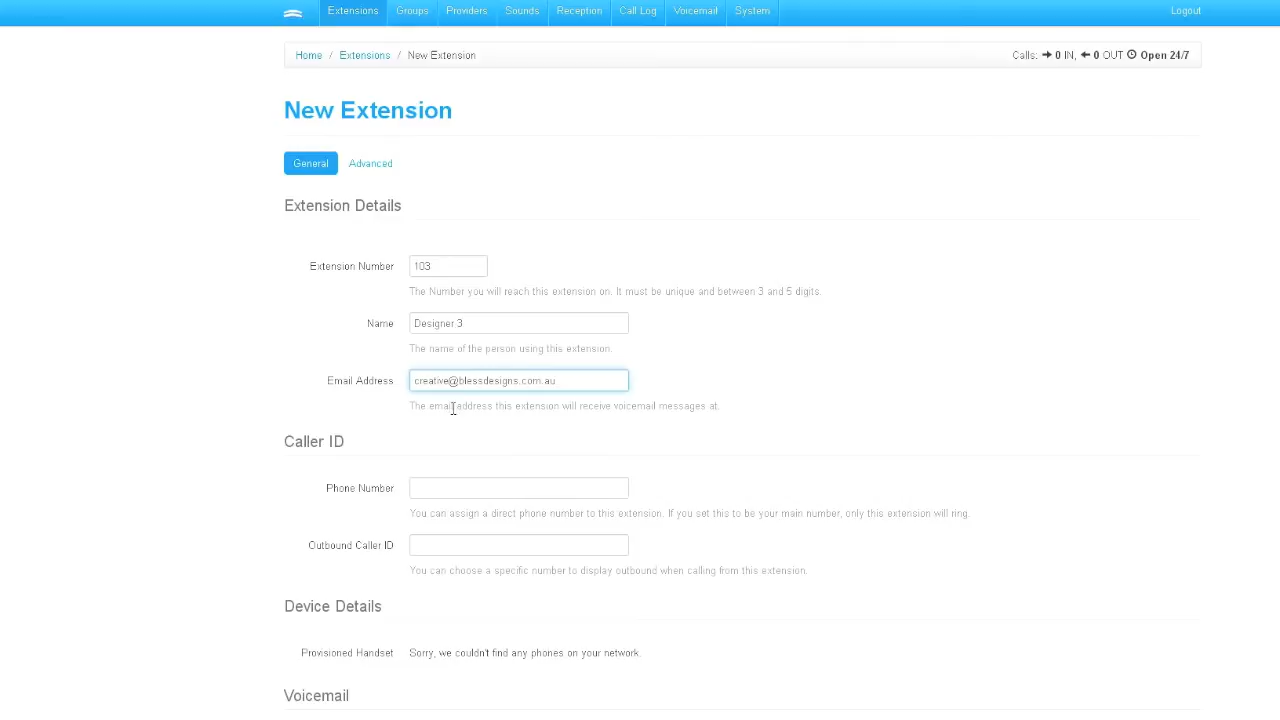 Extensions Groups Providers Sounds Reception Call Log Voicemail System Logout
Home / Extensions / New Extension Calls: 0 IN, 0 OUT Open 24/7
New Extension
General Advanced
Extension Details
Extension Number 103
The Number you will reach this extension on. It must be unique and between 3 and 5 digits.
Name Designer 3
The name of the person using this extension.
Email Address creative@blessdesigns.com.au
The email address this extension will receive voicemail messages at.
Caller ID
Phone Number
You can assign a direct phone number to this extension. If you set this to be your main number, only this extension will ring.
Outbound Caller ID
You can choose a specific number to display outbound when calling from this extension.
Device Details
Provisioned Handset Sorry, we couldn't find any phones on your network.
Voicemail